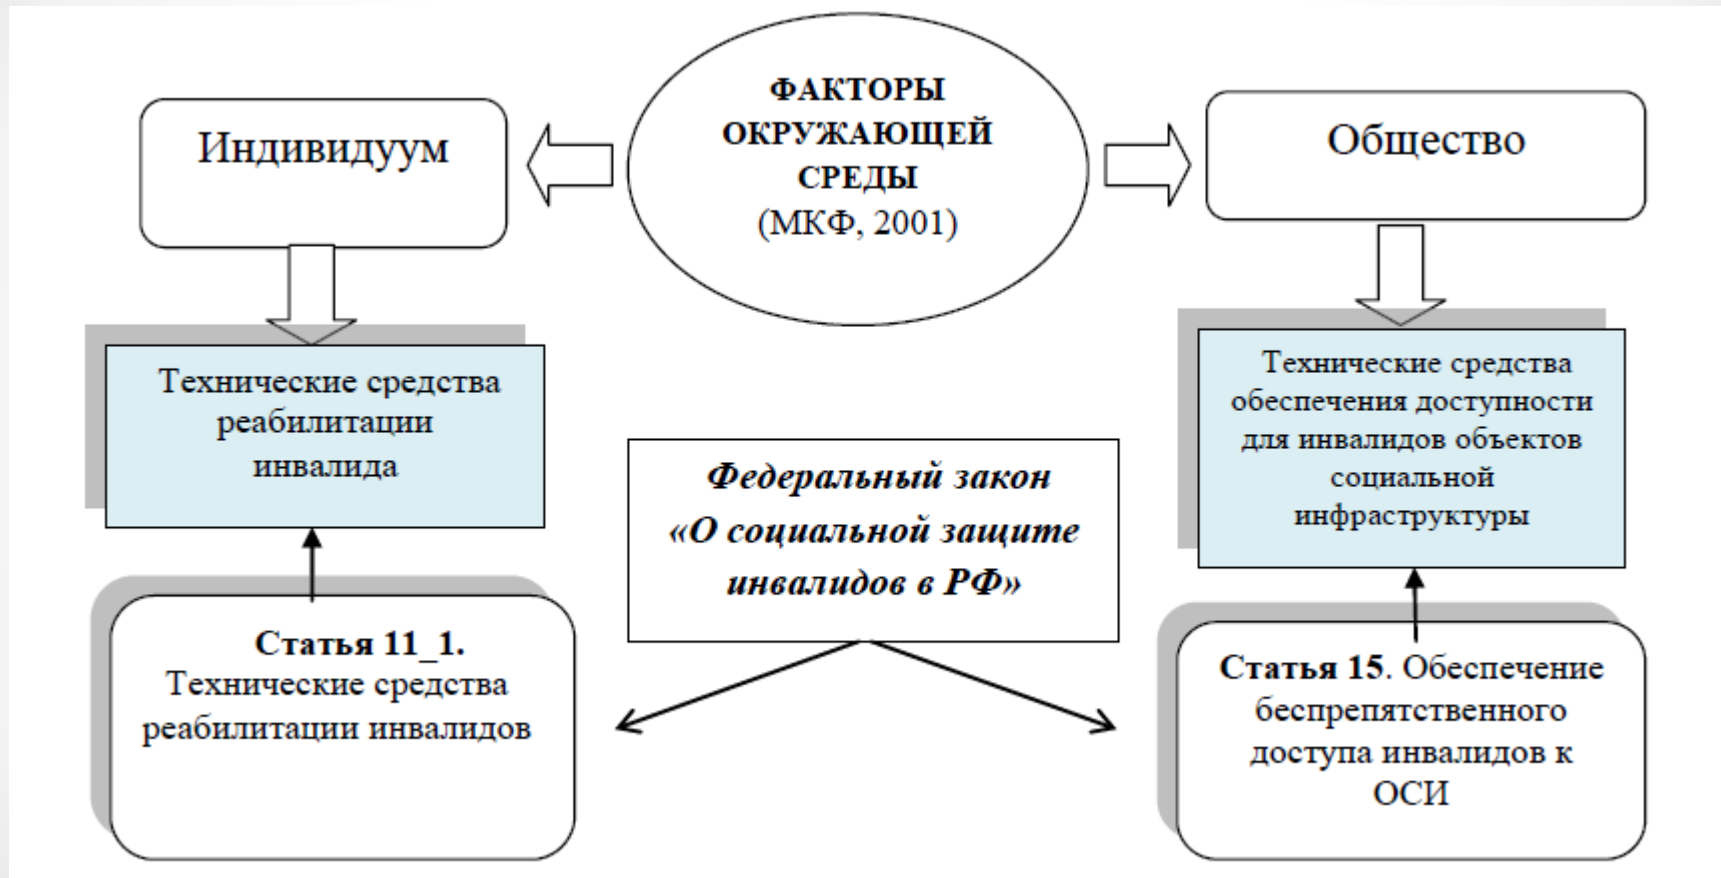 ФАКТОРЫ
ОКРУЖАЮЩЕЙ
СРЕДЫ
(МКФ, 2001)
Индивидуум
Общество
Технические средства
реабилитации
инвалида
Технические средства
обеспечения доступности
для инвалидов объектов
социальной
инфраструктуры
Федеральный закон
«О социальной защите
инвалидов в РФ»
Статья 11_1.
Технические средства
реабилитации инвалидов
Статья 15. Обеспечение
беспрепятственного
доступа инвалидов к
ОСИ